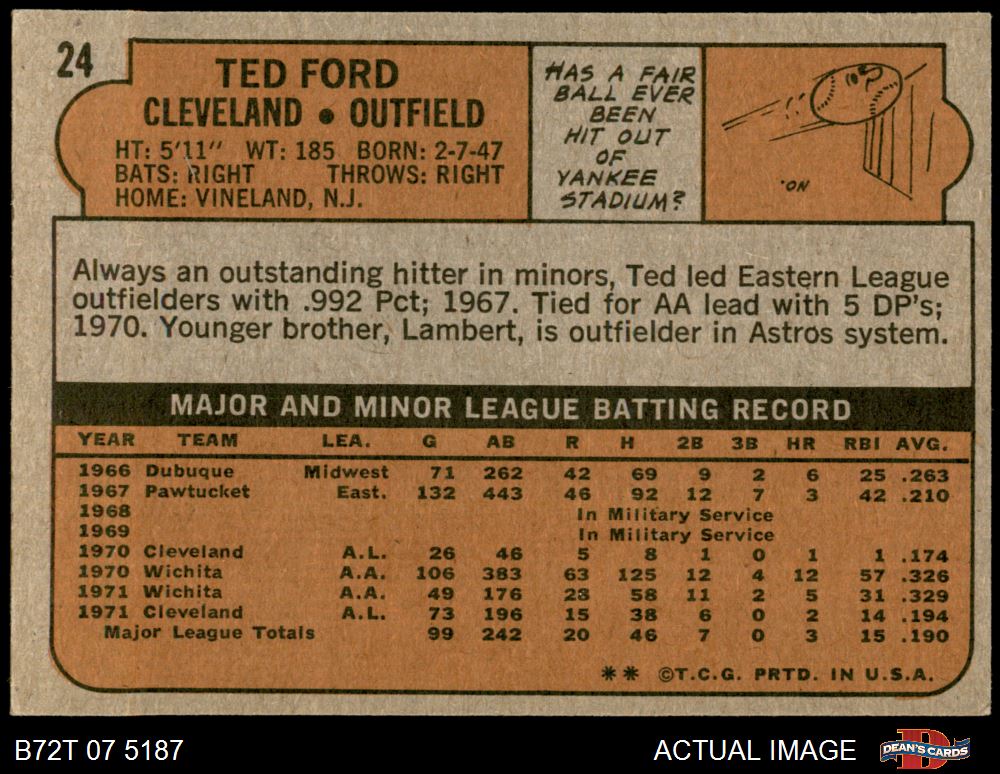 24
TED FORD
CLEVELAND • OUTFIELD
HT: 5'11" WT: 185 BORN: 2-7-47
BATS: RIGHT THROWS: RIGHT
HOME: VINELAND, N.J.
HAS A FAIR
BALL EVER
BEEN
HIT OUT
OF
YANKEE
STADIUM?
'ON
Always an outstanding hitter in minors, Ted led Eastern League
outfielders with .992 Pct; 1967. Tied for AA lead with 5 DP's;
1970. Younger brother, Lambert, is outfielder in Astros system.
MAJOR AND MINOR LEAGUE BATTING RECORD
YEAR TEAM LEA. G AB R H 2B 3B HR RBI AVG.
1966 Dubuque Midwest 71 262 42 69 9 2 6 25 .263
1967 Pawtucket East. 132 443 46 92 12 7 3 42 .210
1968 In Military Service
1969 In Military Service
1970 Cleveland A.L. 26 46 5 8 1 0 1 1 .174
1970 Wichita A.A. 106 383 63 125 12 4 12 57 .326
1971 Wichita A.A. 49 176 23 58 11 2 5 31 .329
1971 Cleveland A.L. 73 196 15 38 6 0 2 14 .194
Major League Totals 99 242 20 46 7 0 3 15 .190
** ©T.C.G. PRTD. IN U.S.A.
B72T 07 5187 ACTUAL IMAGE DEAN'S CARDS